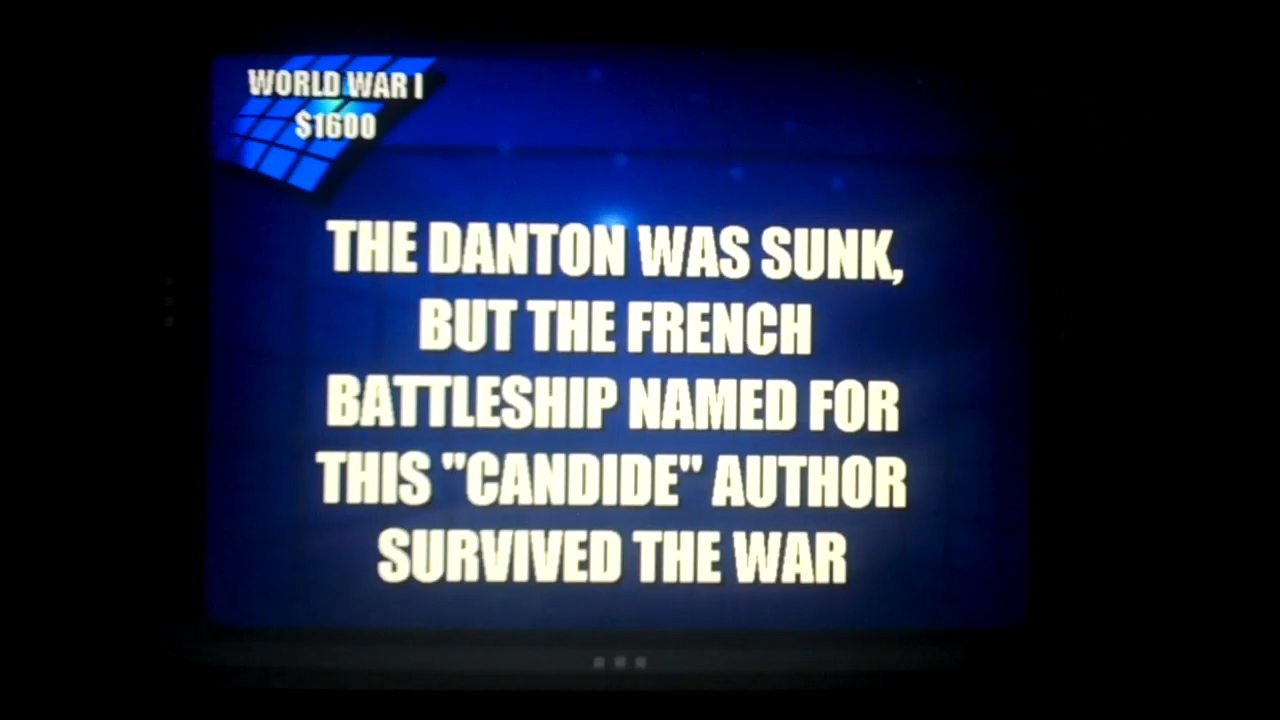 WORLD WAR I
$1600
THE DANTON WAS SUNK,
BUT THE FRENCH
BATTLESHIP NAMED FOR
THIS "CANDIDE" AUTHOR
SURVIVED THE WAR